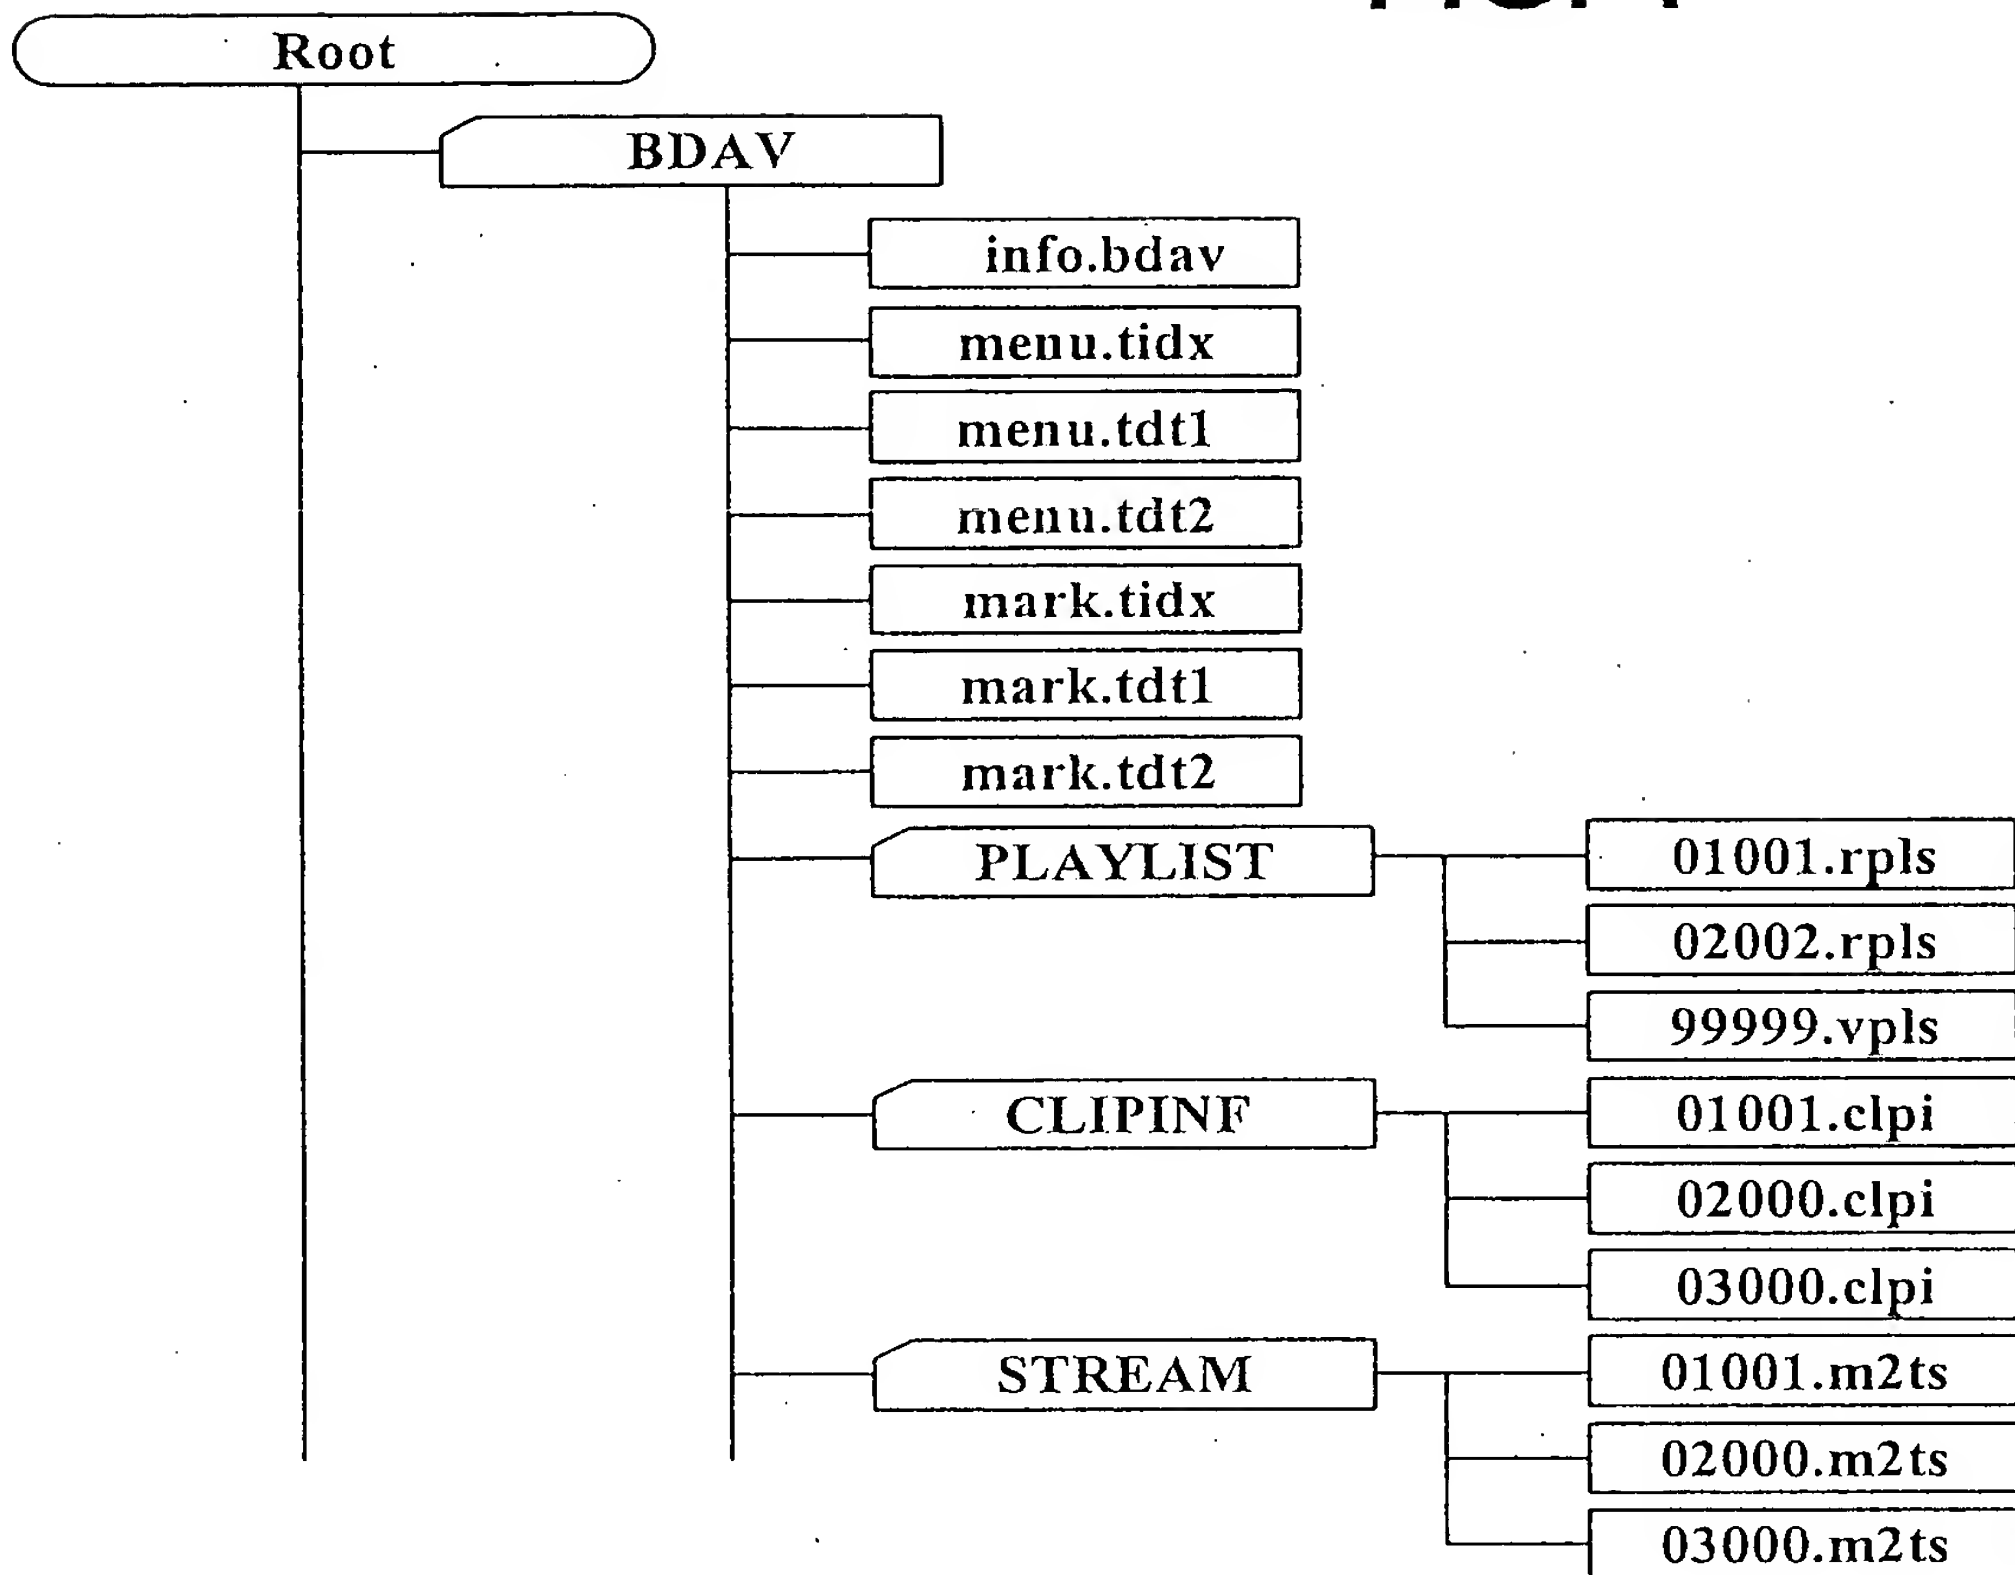 Root
BDAV
info.bdav
menu.tidx
menu.tdt1
menu.tdt2
mark.tidx
mark.tdt1
mark.tdt2
PLAYLIST
01001.rpls
02002.rpls
99999.vpls
CLIPINF
01001.clpi
02000.clpi
03000.clpi
STREAM
01001.m2ts
02000.m2ts
03000.m2ts